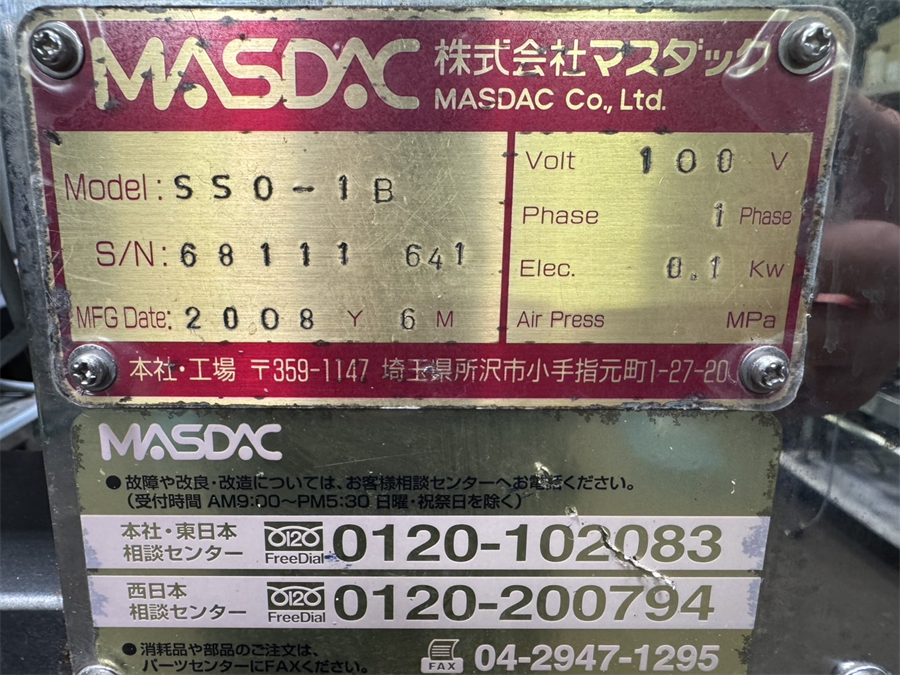 MASDAC 株式会社マスダック
MASDAC Co., Ltd.
Model: SSO-1B
S/N: 68111 641
MFG Date: 2008 Y 6 M
Volt 100 V
Phase 1 Phase
Elec. 0.1 Kw
Air Press MPa
本社・工場 〒359-1147 埼玉県所沢市小手指元町1-27-20
MASDAC
●故障や改良・改造については、お客様相談センターへお電話ください。
(受付時間 AM9:00〜PM5:30 日曜・祝祭日を除く)
本社・東日本
相談センター
0120
FreeDial
0120-102083
西日本
相談センター
0120
FreeDial
0120-200794
●消耗品や部品のご注文は、
パーツセンターにFAXください。
FAX
04-2947-1295